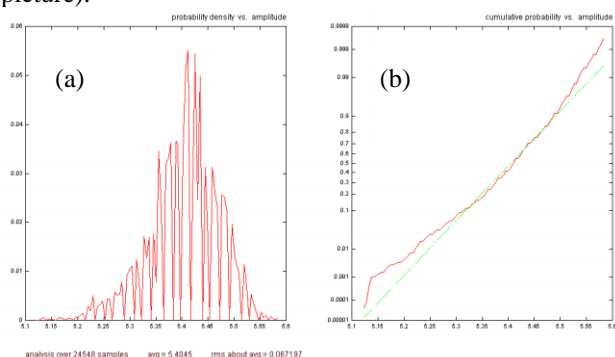 picture).
probability density vs. amplitude
(a)
0.06
0.05
0.04
0.03
0.02
0.01
0
5.1 5.15 5.2 5.25 5.3 5.35 5.4 5.45 5.5 5.55 5.6
analysis over 24548 samples avg = 5.4045 rms about avg = 0.067197
cumulative probability vs. amplitude
(b)
0.9999
0.999
0.99
0.9
0.8
0.7
0.6
0.5
0.4
0.3
0.2
0.1
0.01
0.001
0.0001
0.00001
5.1 5.15 5.2 5.25 5.3 5.35 5.4 5.45 5.5 5.55 5.6